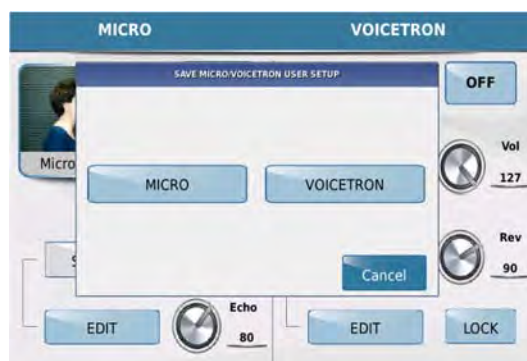 MICRO VOICETRON
SAVE MICRO/VOICETRON USER SETUP
OFF
Micro
Vol
127
MICRO VOICETRON
Rev
90
Cancel
Echo
80
EDIT
EDIT LOCK